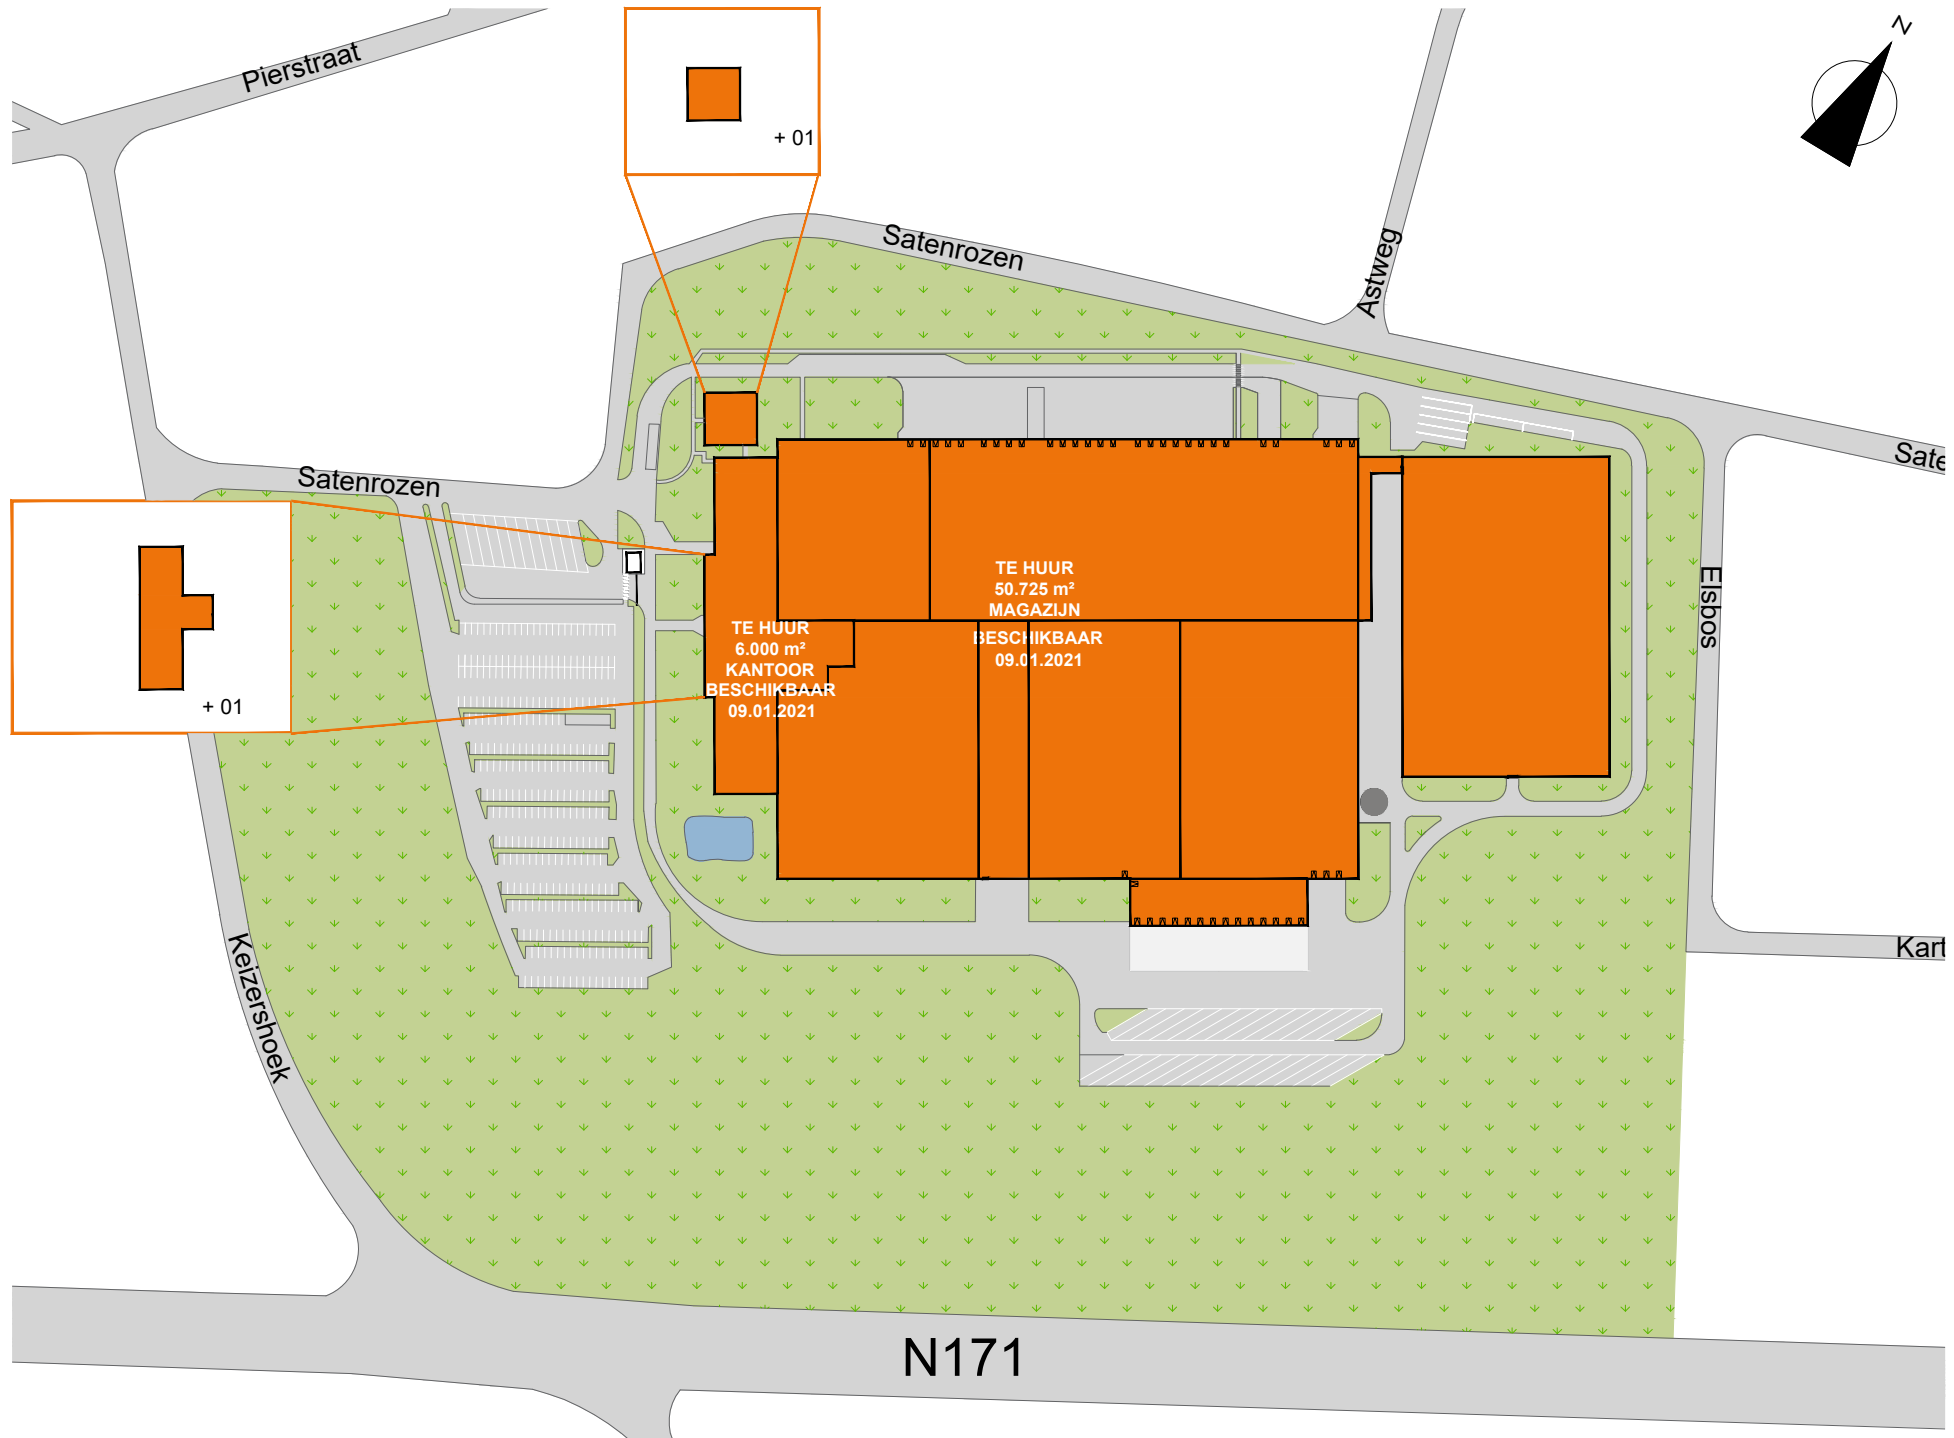 Pierstraat
N
+ 01
Satenrozen
Astweg
Satenrozen
Sate
+ 01
TE HUUR
50.725 m²
MAGAZIJN
BESCHIKBAAR
09.01.2021
TE HUUR
6.000 m²
KANTOOR
BESCHIKBAAR
09.01.2021
Elsbos
Keizershoek
Kart
N171